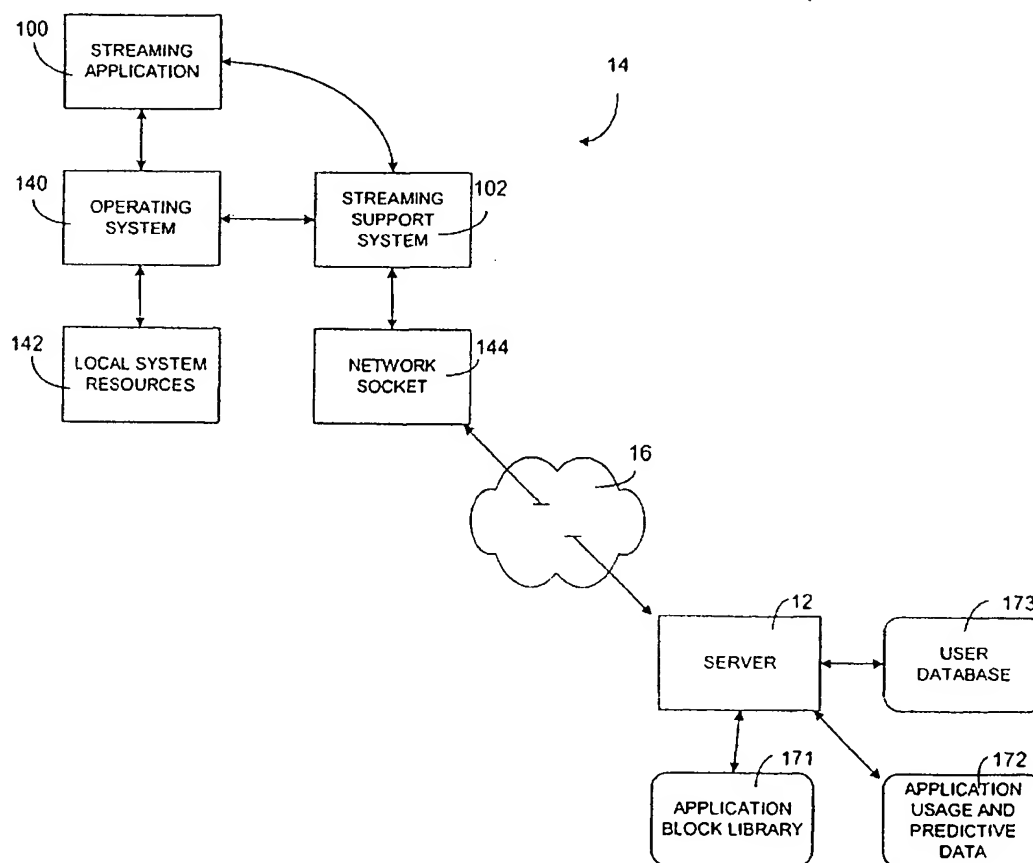 100
STREAMING
APPLICATION
14
140
OPERATING
SYSTEM
102
STREAMING
SUPPORT
SYSTEM
142
LOCAL SYSTEM
RESOURCES
144
NETWORK
SOCKET
16
12
SERVER
173
USER
DATABASE
171
APPLICATION
BLOCK LIBRARY
172
APPLICATION
USAGE AND
PREDICTIVE
DATA